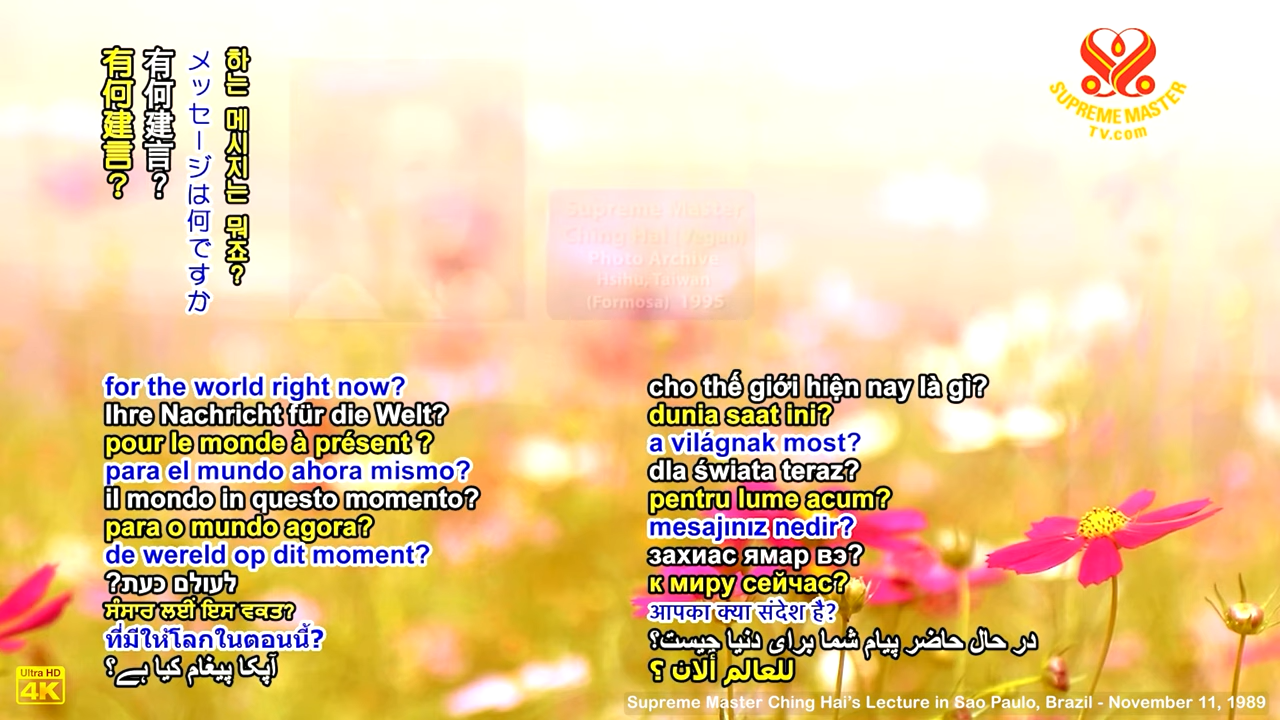 有何建言？
有何建言？
メッセージは何ですか
하는 메시지는 뭐죠?
SUPREME MASTER
TV.com
Supreme Master
Ching Hai (Vegan)
Photo Archive
Hsihu, Taiwan
(Formosa) 1995
for the world right now?
Ihre Nachricht für die Welt?
pour le monde à présent ?
para el mundo ahora mismo?
il mondo in questo momento?
para o mundo agora?
de wereld op dit moment?
לעולם כעת?
ਸੰਸਾਰ ਲਈ ਇਸ ਵਕਤ?
ที่มีให้โลกในตอนนี้?
آپکا پیغام کیا ہے؟
cho thế giới hiện nay là gì?
dunia saat ini?
a világnak most?
dla świata teraz?
pentru lume acum?
mesajınız nedir?
захиас ямар вэ?
к миру сейчас?
आपका क्या संदेश है?
در حال حاضر پیام شما برای دنیا چیست؟
للعالم ألان ؟
Ultra HD
4K
Supreme Master Ching Hai’s Lecture in Sao Paulo, Brazil - November 11, 1989